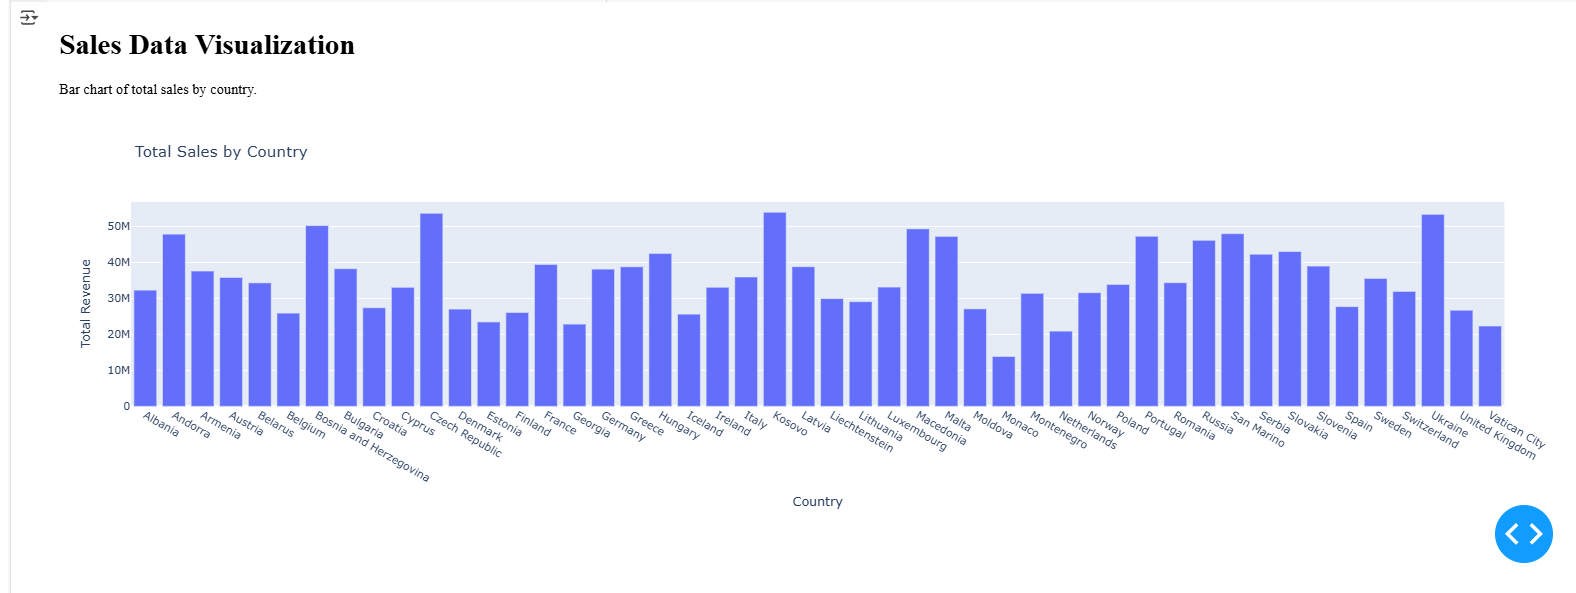 Sales Data Visualization
Bar chart of total sales by country.
Total Sales by Country
Total Revenue
50M
40M
30M
20M
10M
0
Albania
Andorra
Armenia
Austria
Belarus
Belgium
Bosnia and Herzegovina
Bulgaria
Croatia
Cyprus
Czech Republic
Denmark
Estonia
Finland
France
Georgia
Germany
Greece
Hungary
Iceland
Ireland
Italy
Kosovo
Latvia
Liechtenstein
Lithuania
Luxembourg
Macedonia
Malta
Moldova
Monaco
Montenegro
Netherlands
Norway
Poland
Portugal
Romania
Russia
San Marino
Serbia
Slovakia
Slovenia
Spain
Sweden
Switzerland
Ukraine
United Kingdom
Vatican City
Country